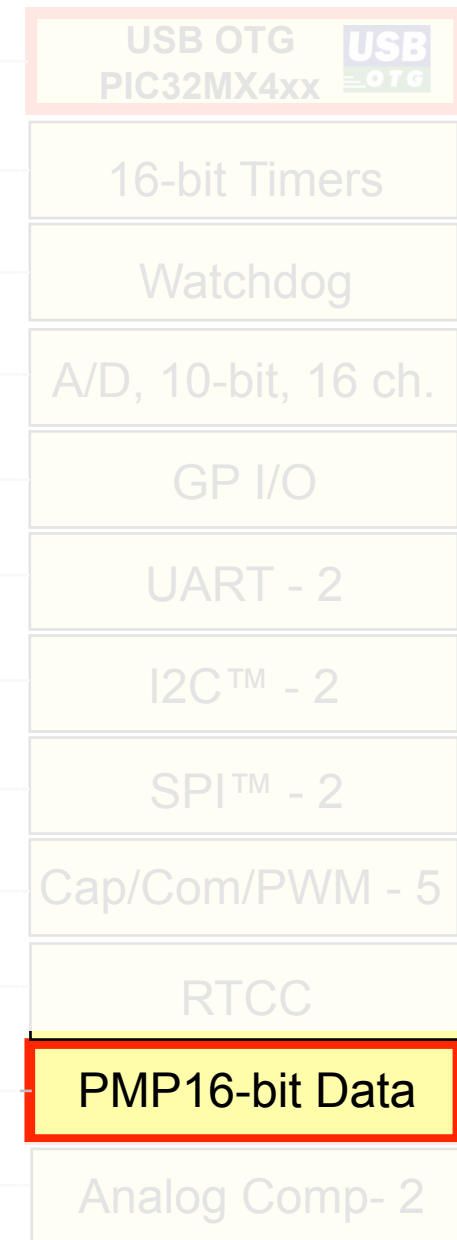 USB OTG
PIC32MX4xx
USB
OTG
16-bit Timers
Watchdog
A/D, 10-bit, 16 ch.
GP I/O
UART - 2
I2C™ - 2
SPI™ - 2
Cap/Com/PWM - 5
RTCC
PMP16-bit Data
Analog Comp- 2